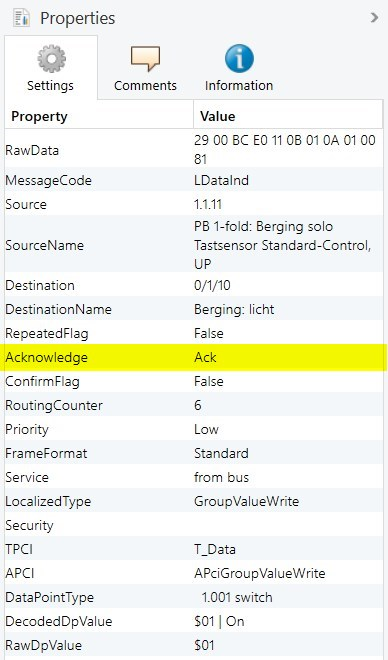 Properties
Settings
Comments
Information
Property Value
RawData 29 00 BC E0 11 0B 01 0A 01 00
81
MessageCode LDataInd
Source 1.1.11
SourceName PB 1-fold: Berging solo
Tastsensor Standard-Control,
UP
Destination 0/1/10
DestinationName Berging: licht
RepeatedFlag False
Acknowledge Ack
ConfirmFlag False
RoutingCounter 6
Priority Low
FrameFormat Standard
Service from bus
LocalizedType GroupValueWrite
Security
TPCI T_Data
APCI APciGroupValueWrite
DataPointType 1.001 switch
DecodedDpValue $01 | On
RawDpValue $01